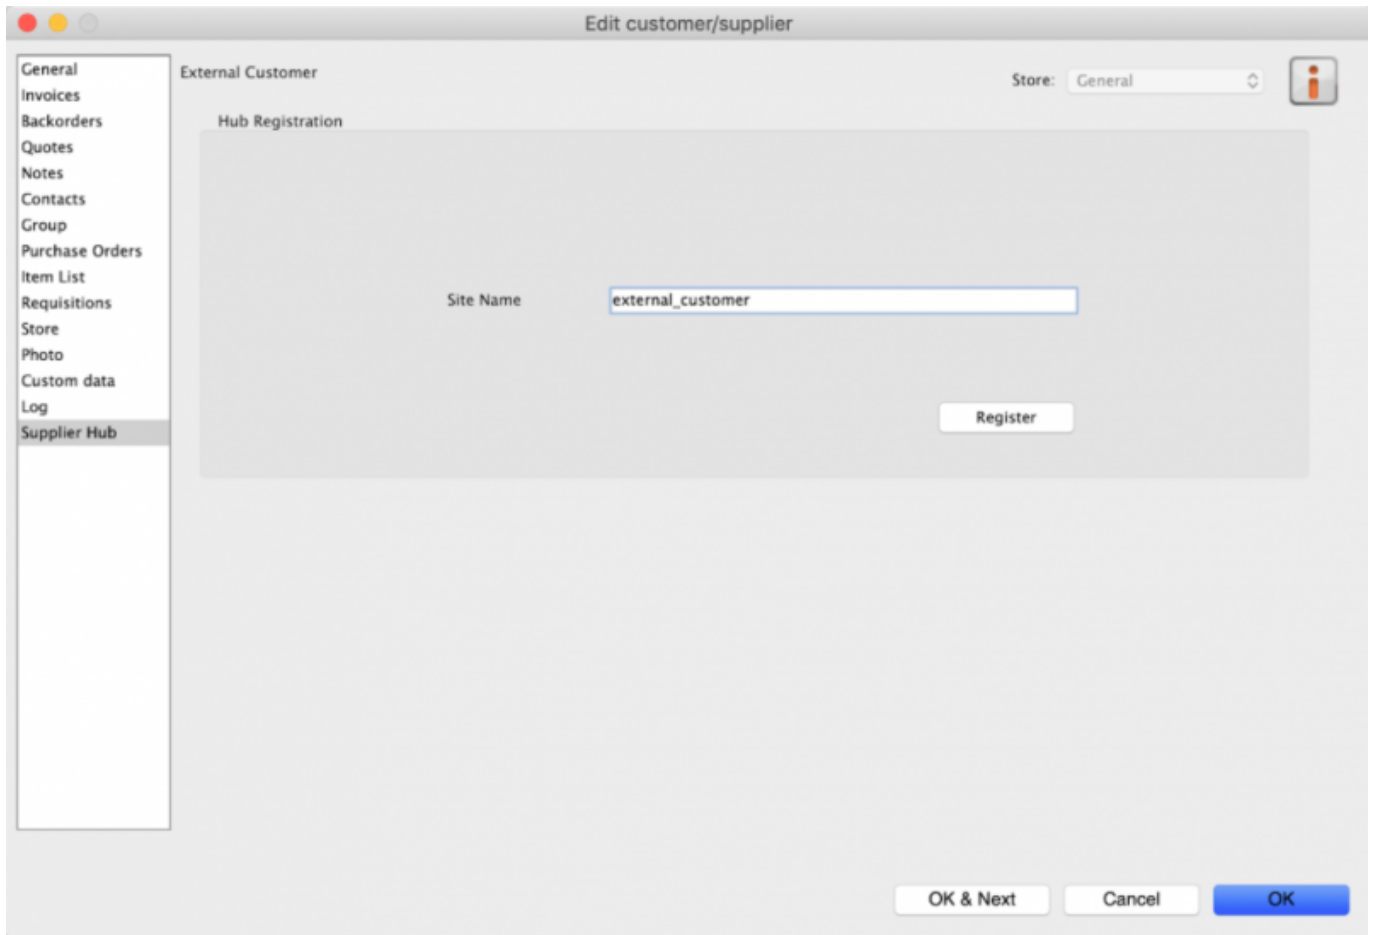 Edit customer/supplier
General
Invoices
Backorders
Quotes
Notes
Contacts
Group
Purchase Orders
Item List
Requisitions
Store
Photo
Custom data
Log
Supplier Hub
External Customer
Store: General
Hub Registration
Site Name external_customer
Register
OK & Next Cancel OK